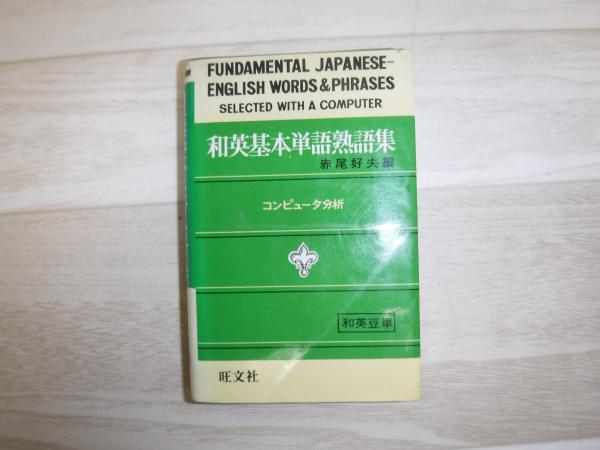 FUNDAMENTAL JAPANESE-
ENGLISH WORDS & PHRASES
SELECTED WITH A COMPUTER
和英基本単語熟語集
赤尾好夫編
コンピュータ分析
和英豆単
旺文社